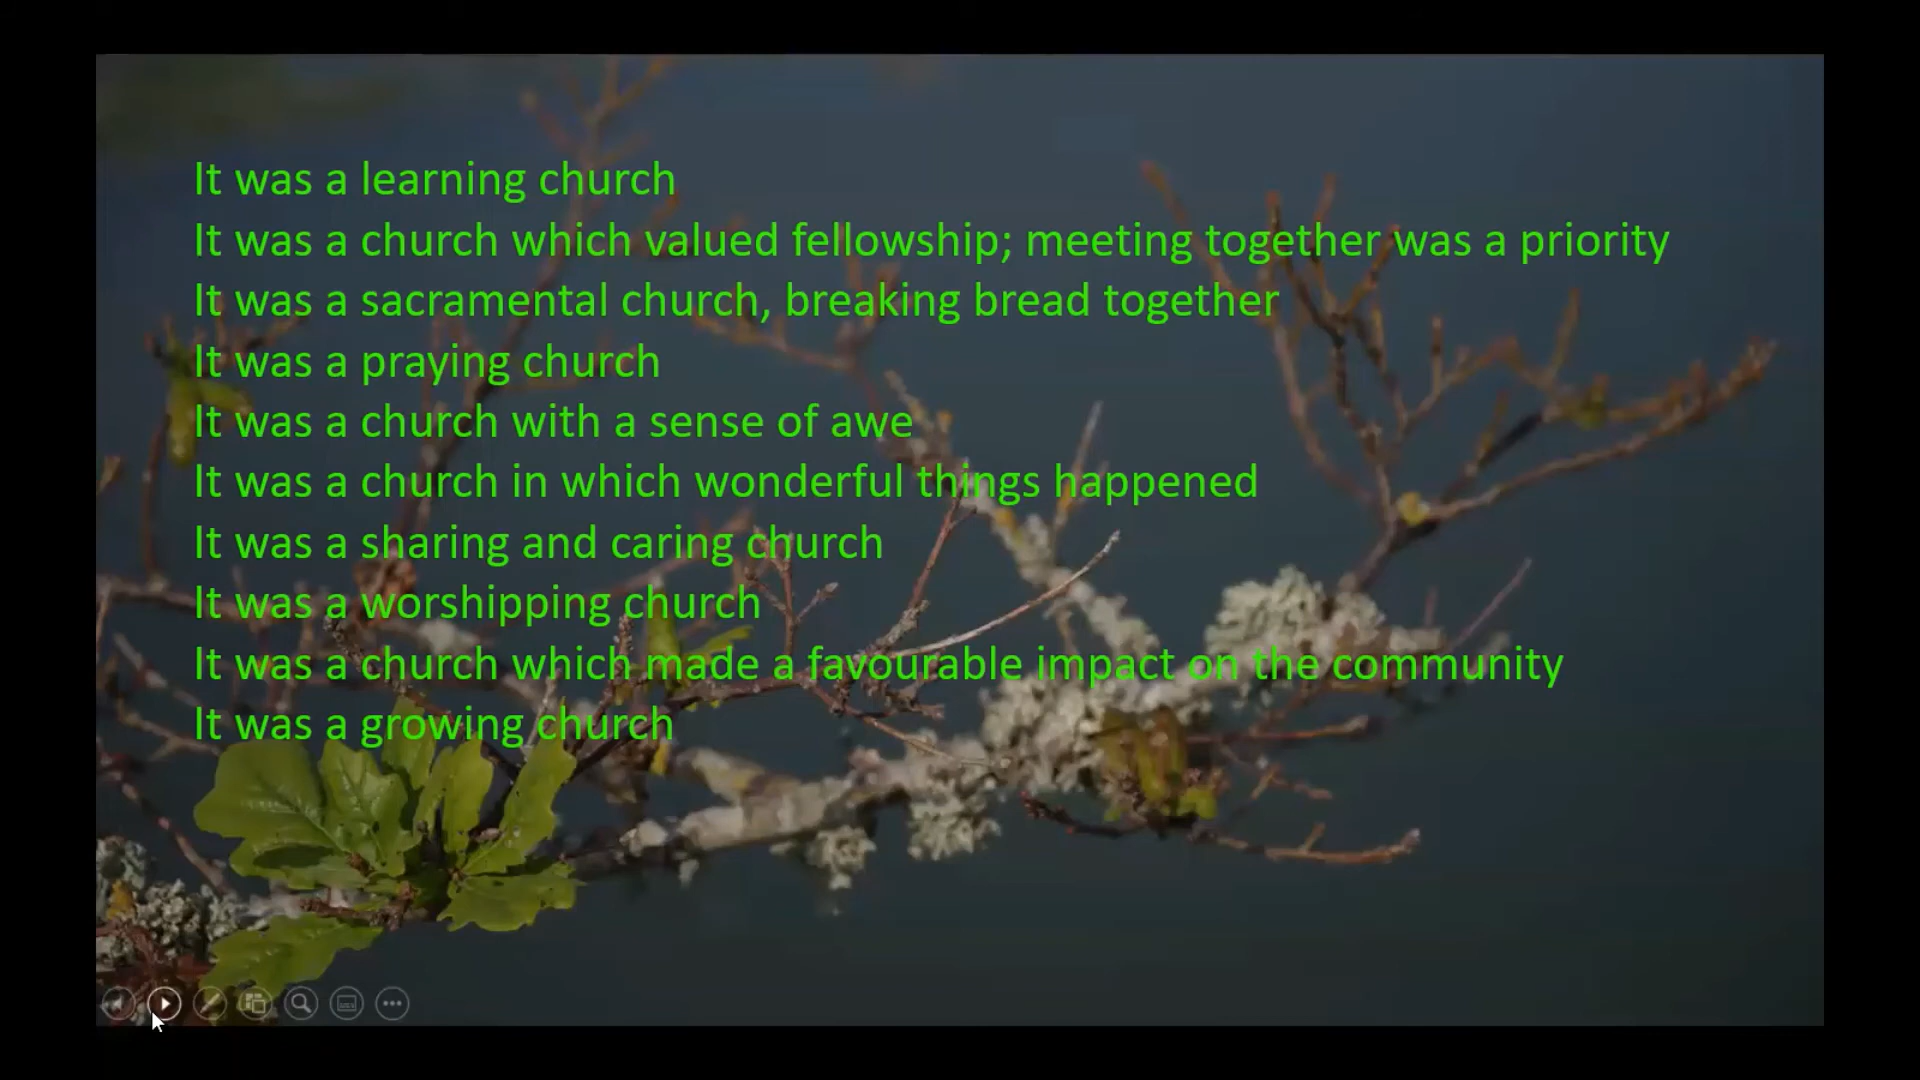 It was a learning church
It was a church which valued fellowship; meeting together was a priority
It was a sacramental church, breaking bread together
It was a praying church
It was a church with a sense of awe
It was a church in which wonderful things happened
It was a sharing and caring church
It was a worshipping church
It was a church which made a favourable impact on the community
It was a growing church